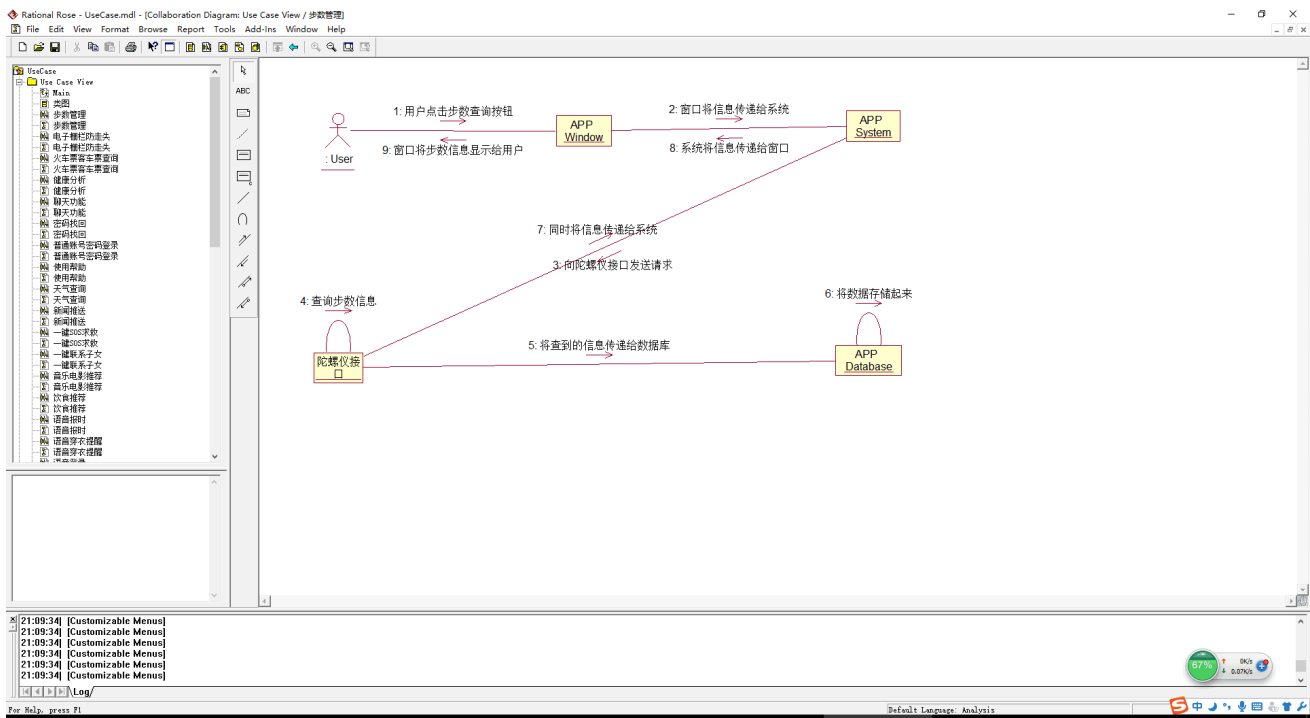 Rational Rose - UseCase.mdl - [Collaboration Diagram: Use Case View / 步数管理]
File Edit View Format Browse Report Tools Add-Ins Window Help
UseCase
Use Case View
Main
类图
步数管理
步数管理
电子栅栏防走失
电子栅栏防走失
火车票客车票查询
火车票客车票查询
健康分析
健康分析
聊天功能
聊天功能
密码找回
密码找回
普通账号密码登录
普通账号密码登录
使用帮助
使用帮助
天气查询
天气查询
新闻推送
新闻推送
一键SOS求救
一键SOS求救
一键联系子女
一键联系子女
音乐电影推荐
音乐电影推荐
饮食推荐
饮食推荐
语音报时
语音报时
语音穿衣提醒
语音穿衣提醒
ABC
1: 用户点击步数查询按钮
2: 窗口将信息传递给系统
APP
Window
APP
System
: User
9: 窗口将步数信息显示给用户
8: 系统将信息传递给窗口
7: 同时将信息传递给系统
3: 向陀螺仪接口发送请求
4: 查询步数信息
6: 将数据存储起来
5: 将查到的信息传递给数据库
陀螺仪接
口
APP
Database
21:09:34| [Customizable Menus]
21:09:34| [Customizable Menus]
21:09:34| [Customizable Menus]
21:09:34| [Customizable Menus]
21:09:34| [Customizable Menus]
21:09:34| [Customizable Menus]
Log
67%
0K/s
0.07K/s
For Help, press F1
Default Language: Analysis
中